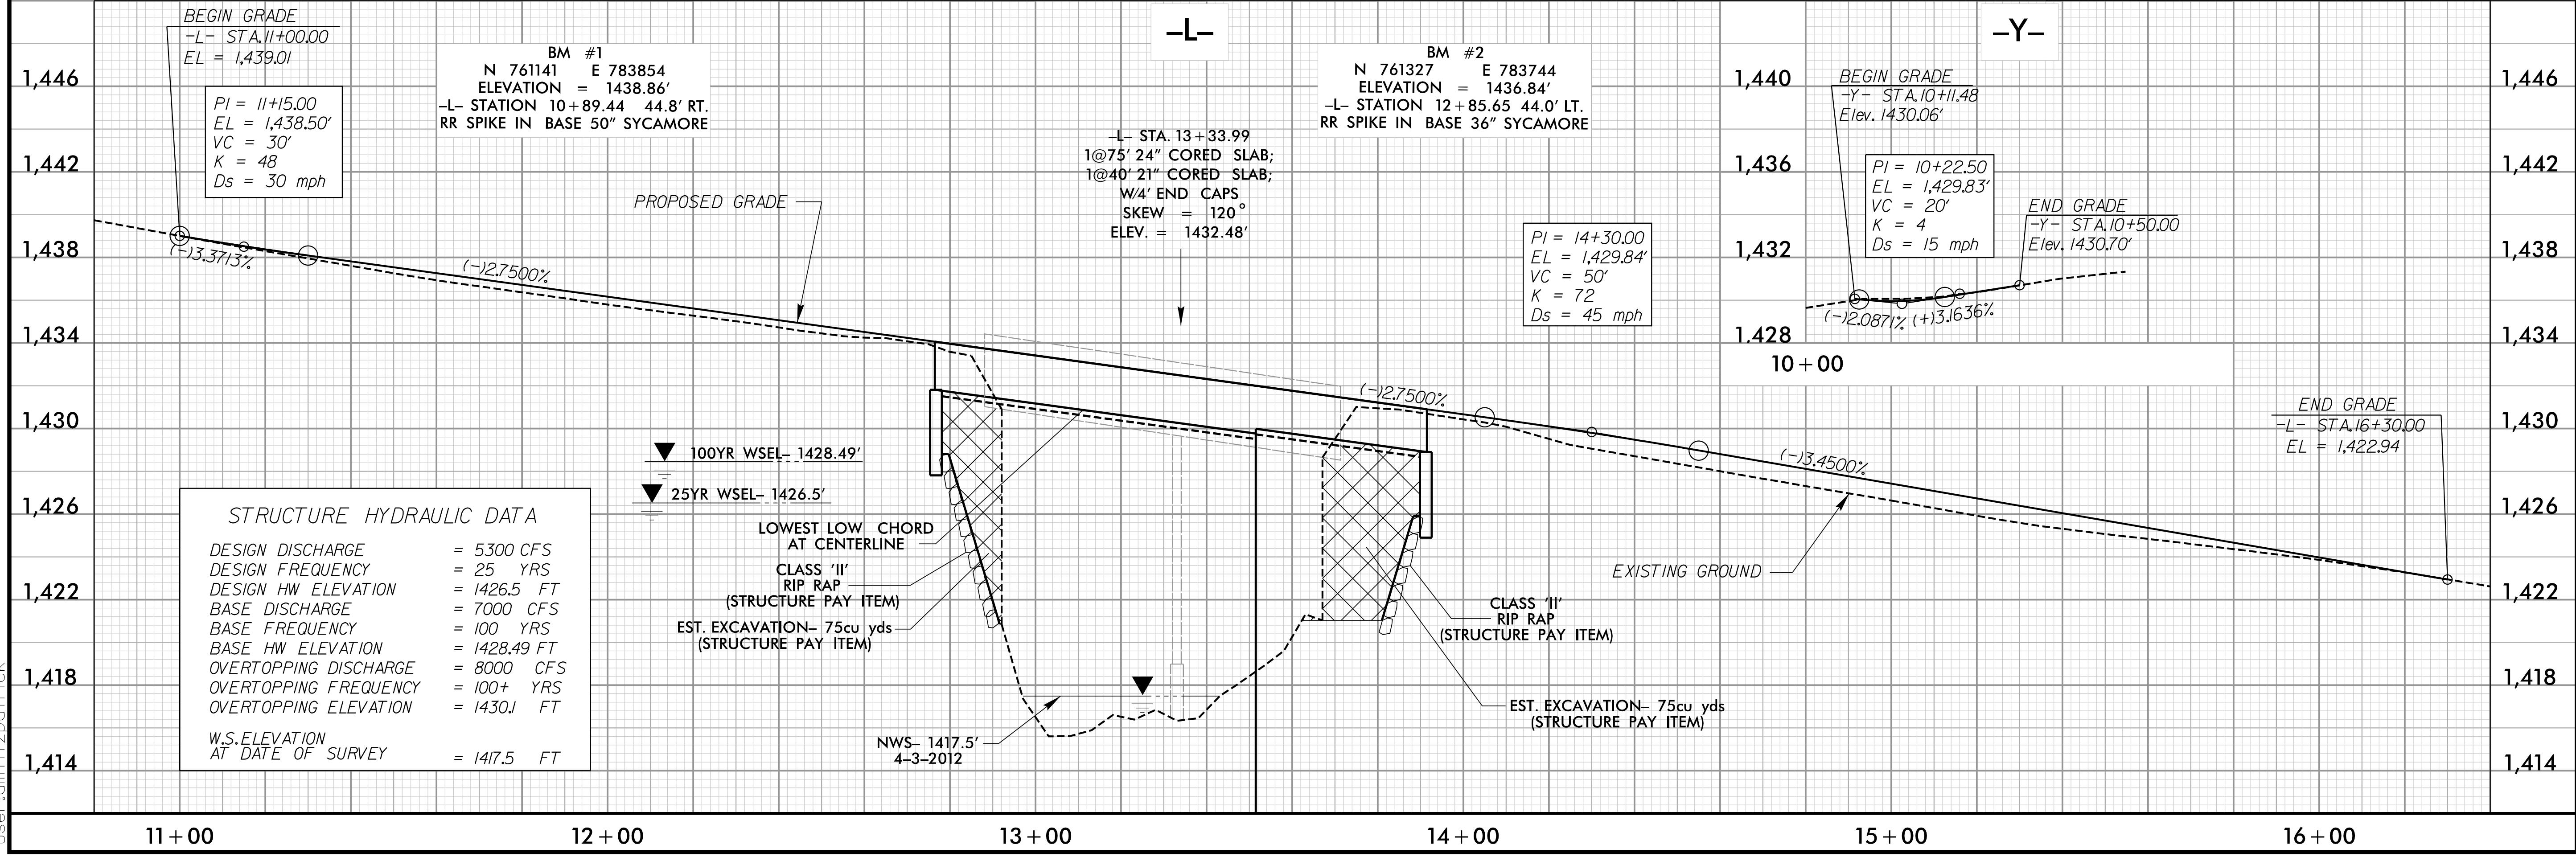 BEGIN GRADE
-L- STA.11+00.00
EL = 1,439.01
PI = 11+15.00
EL = 1,438.50'
VC = 30'
K = 48
Ds = 30 mph
BM #1
N 761141 E 783854
ELEVATION = 1438.86'
-L- STATION 10+89.44 44.8' RT.
RR SPIKE IN BASE 50" SYCAMORE
-L-
BM #2
N 761327 E 783744
ELEVATION = 1436.84'
-L- STATION 12+85.65 44.0' LT.
RR SPIKE IN BASE 36" SYCAMORE
-L- STA. 13+33.99
1@75' 24" CORED SLAB;
1@40' 21" CORED SLAB;
W/4' END CAPS
SKEW = 120°
ELEV. = 1432.48'
PROPOSED GRADE
(-)3.3713%
(-)2.7500%
PI = 14+30.00
EL = 1,429.84'
VC = 50'
K = 72
Ds = 45 mph
-Y-
BEGIN GRADE
-Y- STA.10+11.48
Elev. 1430.06'
PI = 10+22.50
EL = 1,429.83'
VC = 20'
K = 4
Ds = 15 mph
END GRADE
-Y- STA.10+50.00
Elev. 1430.70'
(-)2.0871%
(+)3.1636%
1,440
1,436
1,432
1,428
10+00
(-)2.7500%
(-)3.4500%
END GRADE
-L- STA.16+30.00
EL = 1,422.94
EXISTING GROUND
100YR WSEL- 1428.49'
25YR WSEL- 1426.5'
LOWEST LOW CHORD
AT CENTERLINE
CLASS 'II'
RIP RAP
(STRUCTURE PAY ITEM)
EST. EXCAVATION- 75cu yds
(STRUCTURE PAY ITEM)
NWS- 1417.5'
4-3-2012
CLASS 'II'
RIP RAP
(STRUCTURE PAY ITEM)
EST. EXCAVATION- 75cu yds
(STRUCTURE PAY ITEM)
STRUCTURE HYDRAULIC DATA
DESIGN DISCHARGE = 5300 CFS
DESIGN FREQUENCY = 25 YRS
DESIGN HW ELEVATION = 1426.5 FT
BASE DISCHARGE = 7000 CFS
BASE FREQUENCY = 100 YRS
BASE HW ELEVATION = 1428.49 FT
OVERTOPPING DISCHARGE = 8000 CFS
OVERTOPPING FREQUENCY = 100+ YRS
OVERTOPPING ELEVATION = 1430.1 FT
W.S.ELEVATION
AT DATE OF SURVEY = 1417.5 FT
1,446
1,442
1,438
1,434
1,430
1,426
1,422
1,418
1,414
1,446
1,442
1,438
1,434
1,430
1,426
1,422
1,418
1,414
11+00
12+00
13+00
14+00
15+00
16+00